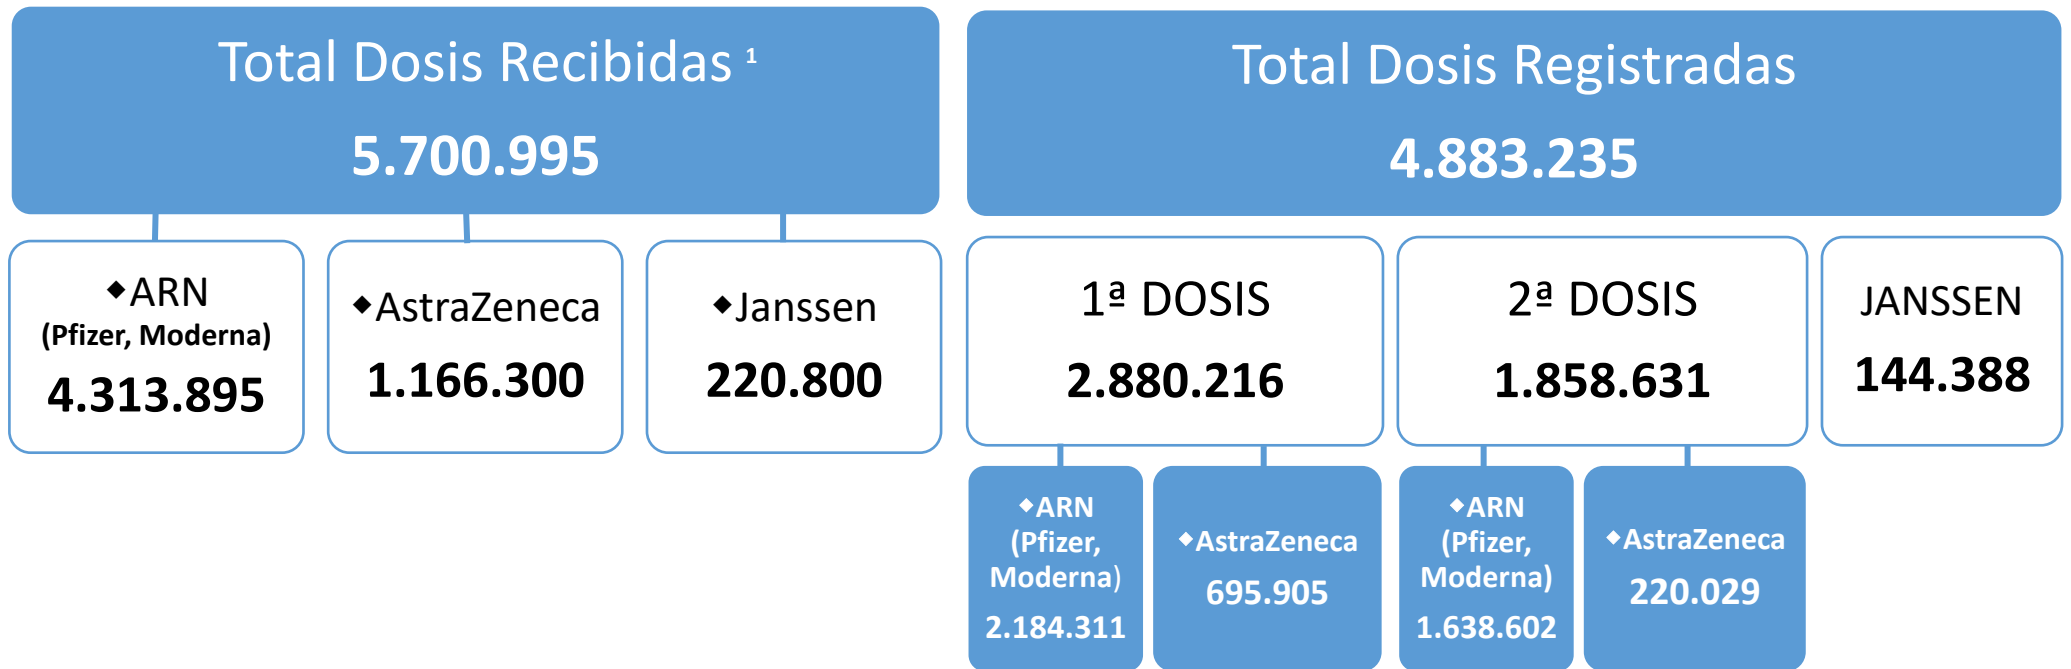 Total Dosis Recibidas ¹
5.700.995
◆ARN
(Pfizer, Moderna)
4.313.895
◆AstraZeneca
1.166.300
◆Janssen
220.800
Total Dosis Registradas
4.883.235
1ª DOSIS
2.880.216
2ª DOSIS
1.858.631
JANSSEN
144.388
◆ARN
(Pfizer,
Moderna)
2.184.311
◆AstraZeneca
695.905
◆ARN
(Pfizer,
Moderna)
1.638.602
◆AstraZeneca
220.029